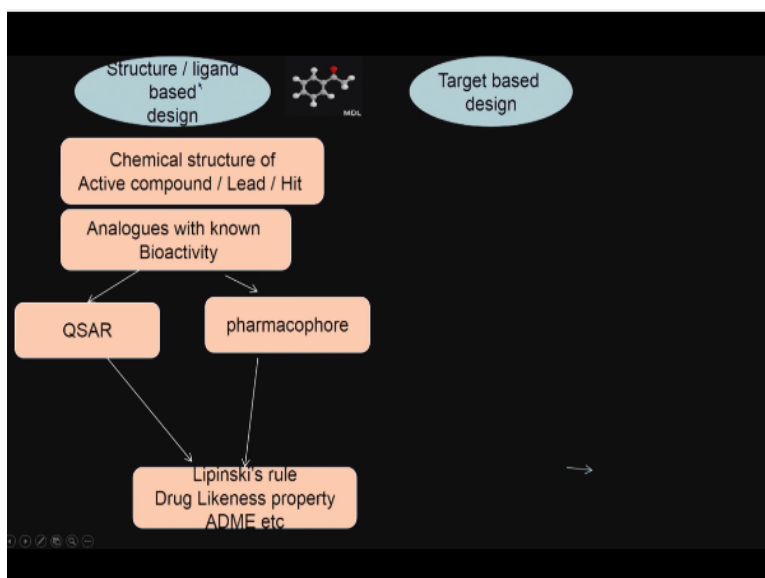 Structure / ligand
based
design
MDL
Target based
design
Chemical structure of
Active compound / Lead / Hit
Analogues with known
Bioactivity
QSAR
pharmacophore
Lipinski's rule
Drug Likeness property
ADME etc